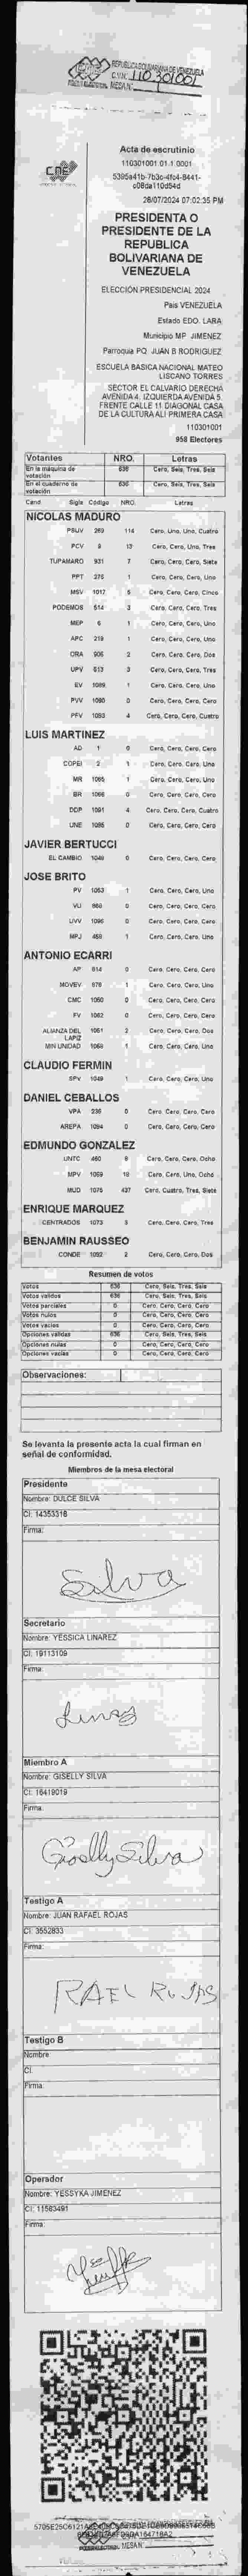 REPUBLICA BOLIVARIANA DE VENEZUELA
110301001
CNE
Acta de escrutinio
110301001.01.1.0001
28/07/2024 07:02:35 PM
PRESIDENTA O
PRESIDENTE DE LA
REPUBLICA
BOLIVARIANA DE
VENEZUELA
ELECCIÓN PRESIDENCIAL 2024
Pais VENEZUELA
Estado EDO. LARA
Municipio MP. JIMENEZ
Parroquia PQ. JUAN B RODRIGUEZ
ESCUELA BASICA NACIONAL MATEO
LISCANO TORRES
SECTOR EL CALVARIO DERECHA
AVENIDA 4. IZQUIERDA AVENIDA 5.
FRENTE CALLE 11 DIAGONAL CASA
DE LA CULTURA ALI PRIMERA CASA
110301001
958 Electores
Votantes NRO. Letras
En la maquina de votación 636 Cero, Seis, Tres, Seis
En el cuaderno de votación 636 Cero, Seis, Tres, Seis
Cand Sigla Código NRO. Letras
NICOLAS MADURO
PSUV 269 114 Cero, Uno, Uno, Cuatro
PCV 13 Cero, Cero, Uno, Tres
TUPAMARO 931 7 Cero, Cero, Cero, Siete
PPT 275 1 Cero, Cero, Cero, Uno
MSV 1017 5 Cero, Cero, Cero, Cinco
PODEMOS 514 3 Cero, Cero, Cero, Tres
MEP 6 1 Cero, Cero, Cero, Uno
APC 219 1 Cero, Cero, Cero, Uno
ORA 906 2 Cero, Cero, Cero, Dos
UPV 613 3 Cero, Cero, Cero, Tres
EV 1089 1 Cero, Cero, Cero, Uno
PVV 1090 0 Cero, Cero, Cero, Cero
PFV 1093 4 Cero, Cero, Cero, Cuatro
LUIS MARTINEZ
AD 1 0 Cero, Cero, Cero, Cero
COPEI 2 1 Cero, Cero, Cero, Uno
MR 1065 1 Cero, Cero, Cero, Uno
BR 1066 0 Cero, Cero, Cero, Cero
DDP 1091 4 Cero, Cero, Cero, Cuatro
UNE 1095 0 Cero, Cero, Cero, Cero
JAVIER BERTUCCI
EL CAMBIO 1048 0 Cero, Cero, Cero, Cero
JOSE BRITO
PV 1053 1 Cero, Cero, Cero, Uno
VU 0 Cero, Cero, Cero, Cero
UVV 1096 0 Cero, Cero, Cero, Cero
MPJ 458 1 Cero, Cero, Cero, Uno
ANTONIO ECARRI
AP 914 0 Cero, Cero, Cero, Cero
MOVEV 976 1 Cero, Cero, Cero, Uno
CMC 1050 0 Cero, Cero, Cero, Cero
FV 1062 0 Cero, Cero, Cero, Cero
ALIANZA DEL LAPIZ 1061 2 Cero, Cero, Cero, Dos
MIN UNIDAD 1058 1 Cero, Cero, Cero, Uno
CLAUDIO FERMIN
SPV 1049 1 Cero, Cero, Cero, Uno
DANIEL CEBALLOS
VPA 236 0 Cero, Cero, Cero, Cero
AREPA 1094 0 Cero, Cero, Cero, Cero
EDMUNDO GONZALEZ
UNTC 460 8 Cero, Cero, Cero, Ocho
MPV 1069 18 Cero, Cero, Uno, Ocho
MUD 1075 437 Cero, Cuatro, Tres, Siete
ENRIQUE MARQUEZ
CENTRADOS 1073 3 Cero, Cero, Cero, Tres
BENJAMIN RAUSSEO
CONDE 1092 2 Cero, Cero, Cero, Dos
Resumen de votos
Votos 636 Cero, Seis, Tres, Seis
Votos validos 636 Cero, Seis, Tres, Seis
Votos parciales 0 Cero, Cero, Cero, Cero
Votos nulos 0 Cero, Cero, Cero, Cero
Votos vacios 0 Cero, Cero, Cero, Cero
Opciones validas 636 Cero, Seis, Tres, Seis
Opciones nulas 0 Cero, Cero, Cero, Cero
Opciones vacias 0 Cero, Cero, Cero, Cero
Observaciones:
Se levanta la presente acta la cual firman en
señal de conformidad.
Miembros de la mesa electoral
Presidente
Nombre: DULCE SILVA
CI: 14353318
Firma:
Silva
Secretario
Nombre: YESSICA LINAREZ
CI: 19113109
Firma:
Miembro A
Nombre: GISELLY SILVA
CI: 16419019
Firma:
Giselly Silva
Testigo A
Nombre: JUAN RAFAEL ROJAS
CI: 3552833
Firma:
RAEL ROJAS
Testigo B
Nombre:
CI:
Firma:
Operador
Nombre: YESSYKA JIMENEZ
CI: 11583491
Firma: